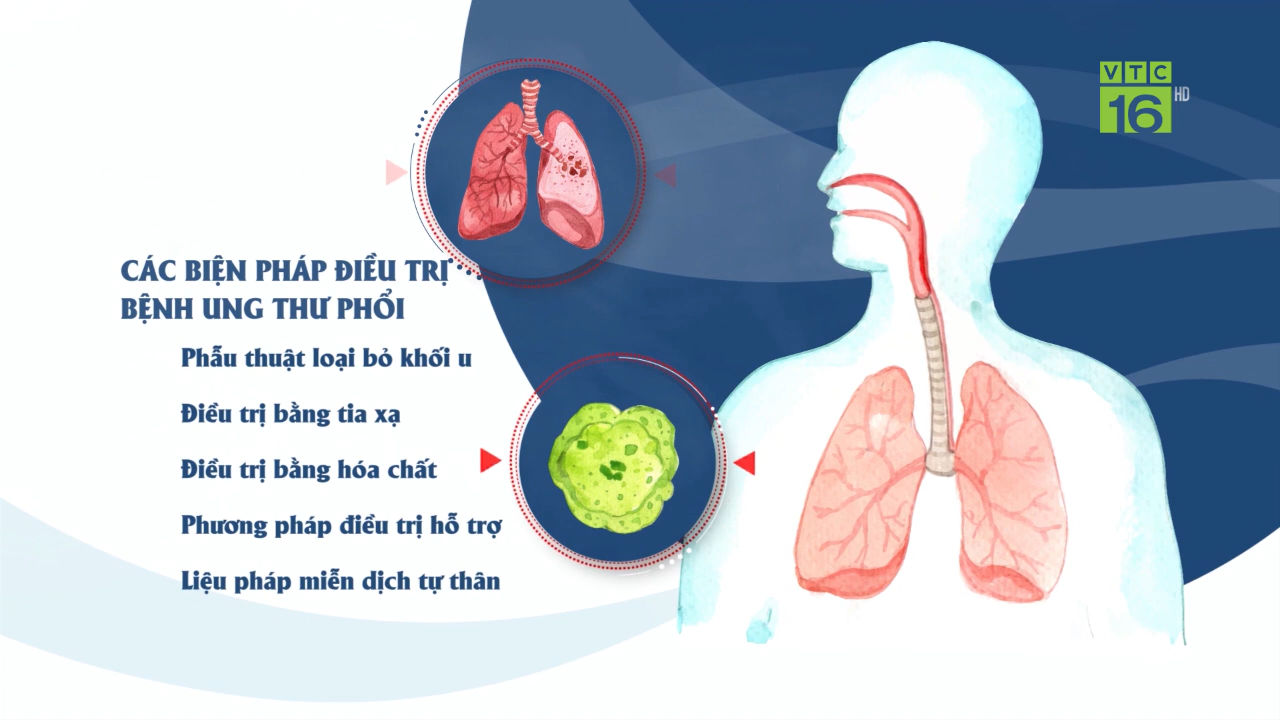 VTC
16
HD
CÁC BIỆN PHÁP ĐIỀU TRỊ
BỆNH UNG THƯ PHỔI
Phẫu thuật loại bỏ khối u
Điều trị bằng tia xạ
Điều trị bằng hóa chất
Phương pháp điều trị hỗ trợ
Liệu pháp miễn dịch tự thân